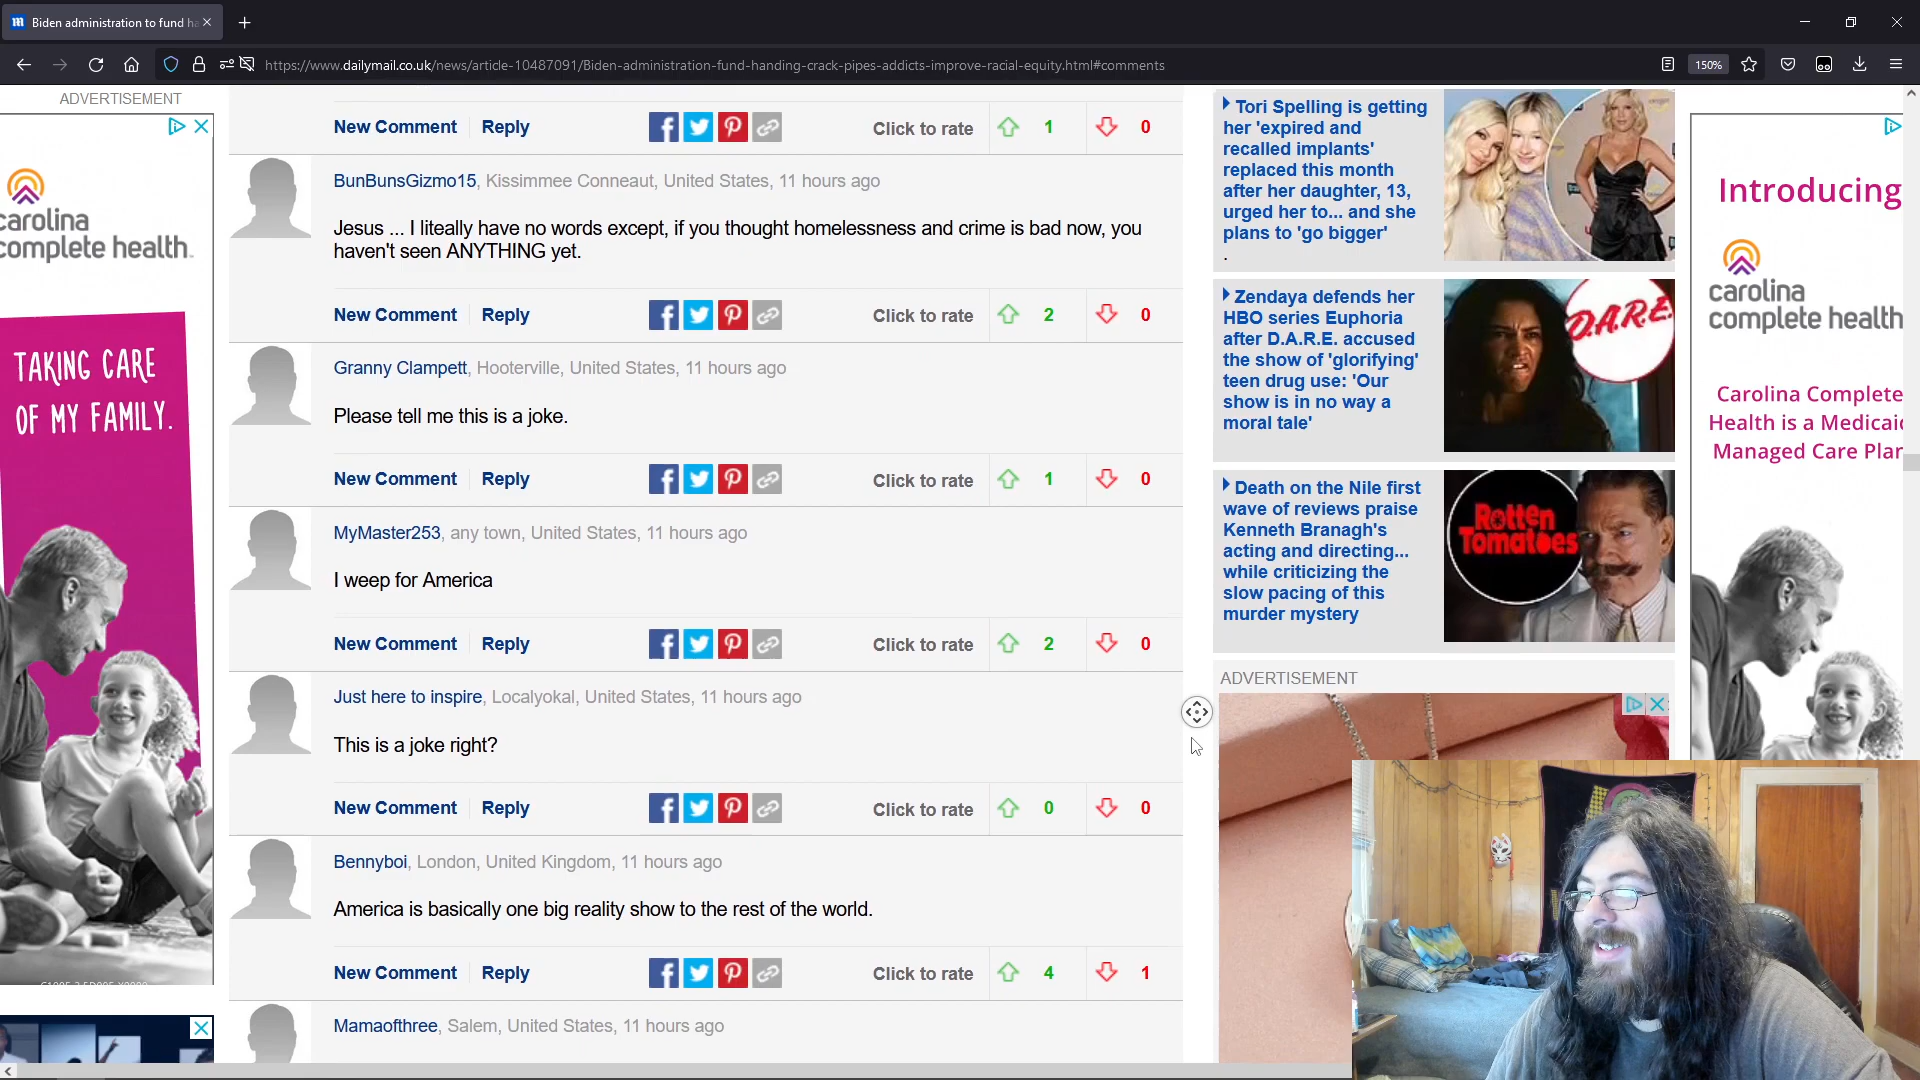 Biden administration to fund ha
https://www.dailymail.co.uk/news/article-10487091/Biden-administration-fund-handing-crack-pipes-addicts-improve-racial-equity.html#comments
150%
ADVERTISEMENT
carolina
complete health.
TAKING CARE
OF MY FAMILY.
New Comment Reply
Click to rate 1 0
BunBunsGizmo15, Kissimmee Conneaut, United States, 11 hours ago
Jesus ... I liteally have no words except, if you thought homelessness and crime is bad now, you
haven't seen ANYTHING yet.
New Comment Reply
Click to rate 2 0
Granny Clampett, Hooterville, United States, 11 hours ago
Please tell me this is a joke.
New Comment Reply
Click to rate 1 0
MyMaster253, any town, United States, 11 hours ago
I weep for America
New Comment Reply
Click to rate 2 0
Just here to inspire, Localyokal, United States, 11 hours ago
This is a joke right?
New Comment Reply
Click to rate 0 0
Bennyboi, London, United Kingdom, 11 hours ago
America is basically one big reality show to the rest of the world.
New Comment Reply
Click to rate 4 1
Mamaofthree, Salem, United States, 11 hours ago
Tori Spelling is getting
her 'expired and
recalled implants'
replaced this month
after her daughter, 13,
urged her to... and she
plans to 'go bigger'
.
Zendaya defends her
HBO series Euphoria
after D.A.R.E. accused
the show of 'glorifying'
teen drug use: 'Our
show is in no way a
moral tale'
D.A.R.E.
Death on the Nile first
wave of reviews praise
Kenneth Branagh's
acting and directing...
while criticizing the
slow pacing of this
murder mystery
Rotten
Tomatoes
ADVERTISEMENT
Introducing
carolina
complete health
Carolina Complete
Health is a Medicaid
Managed Care Plan